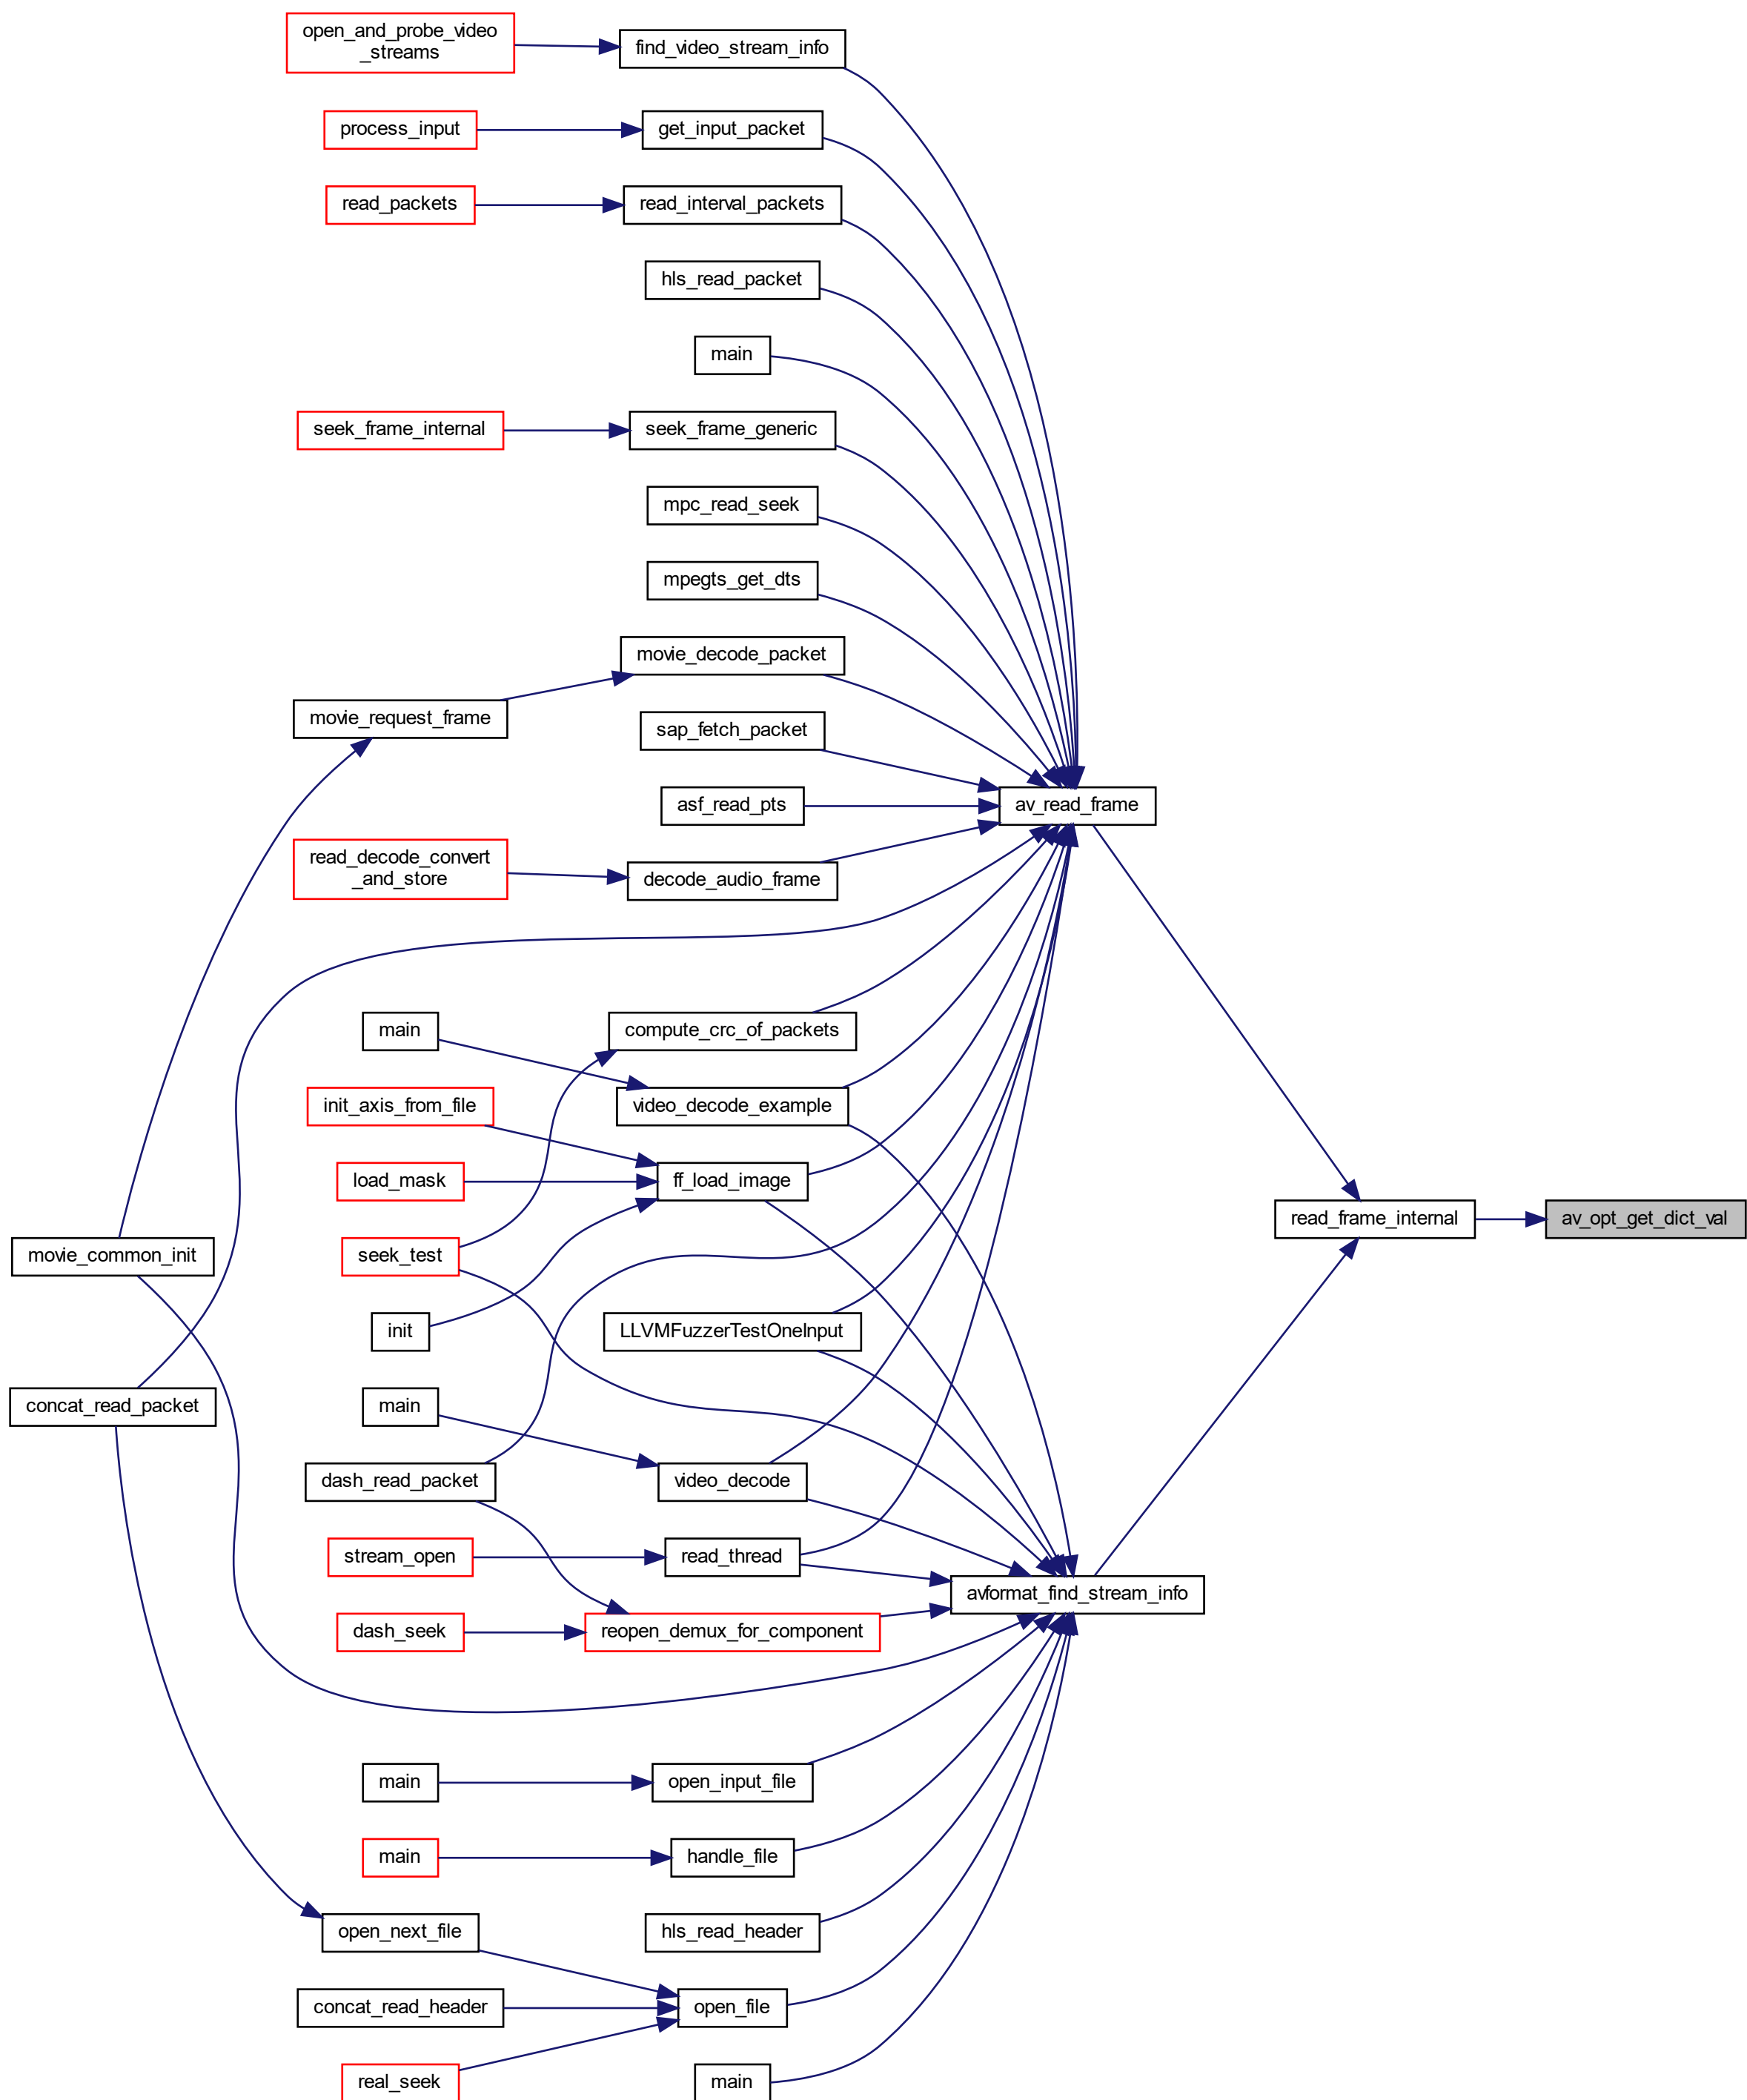 open_and_probe_video
_streams
find_video_stream_info
process_input
get_input_packet
read_packets
read_interval_packets
hls_read_packet
main
seek_frame_internal
seek_frame_generic
mpc_read_seek
mpegts_get_dts
movie_decode_packet
movie_request_frame
sap_fetch_packet
asf_read_pts
av_read_frame
read_decode_convert
_and_store
decode_audio_frame
main
compute_crc_of_packets
init_axis_from_file
video_decode_example
load_mask
ff_load_image
read_frame_internal
av_opt_get_dict_val
movie_common_init
seek_test
init
LLVMFuzzerTestOneInput
concat_read_packet
main
dash_read_packet
video_decode
stream_open
read_thread
avformat_find_stream_info
dash_seek
reopen_demux_for_component
main
open_input_file
main
handle_file
open_next_file
hls_read_header
concat_read_header
open_file
real_seek
main